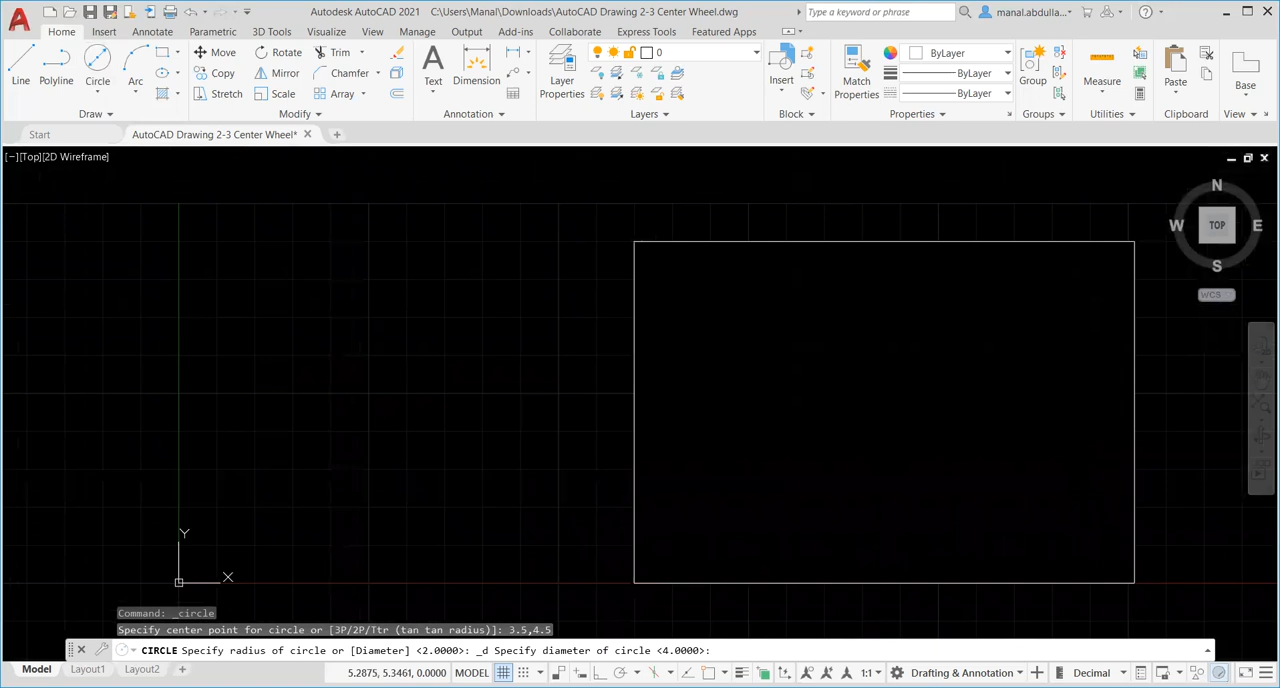 Autodesk AutoCAD 2021 C:\Users\Manal\Downloads\AutoCAD Drawing 2-3 Center Wheel.dwg Type a keyword or phrase manal.abdulla...
Home Insert Annotate Parametric 3D Tools Visualize View Manage Output Add-ins Collaborate Express Tools Featured Apps
Line Polyline Circle Arc
Move Rotate Trim
Copy Mirror Chamfer
Stretch Scale Array
Text Dimension
Layer Properties
0
Insert
Match Properties
ByLayer
ByLayer
ByLayer
Group
Measure
Paste
Base
Draw Modify Annotation Layers Block Properties Groups Utilities Clipboard View
Start AutoCAD Drawing 2-3 Center Wheel*
[−][Top][2D Wireframe]
N
W TOP E
S
WCS
Y
X
Command: _circle
Specify center point for circle or [3P/2P/Ttr (tan tan radius)]: 3.5,4.5
CIRCLE Specify radius of circle or [Diameter] <2.0000>: _d Specify diameter of circle <4.0000>:
Model Layout1 Layout2 5.2875, 5.3461, 0.0000 MODEL 1:1 Drafting & Annotation Decimal